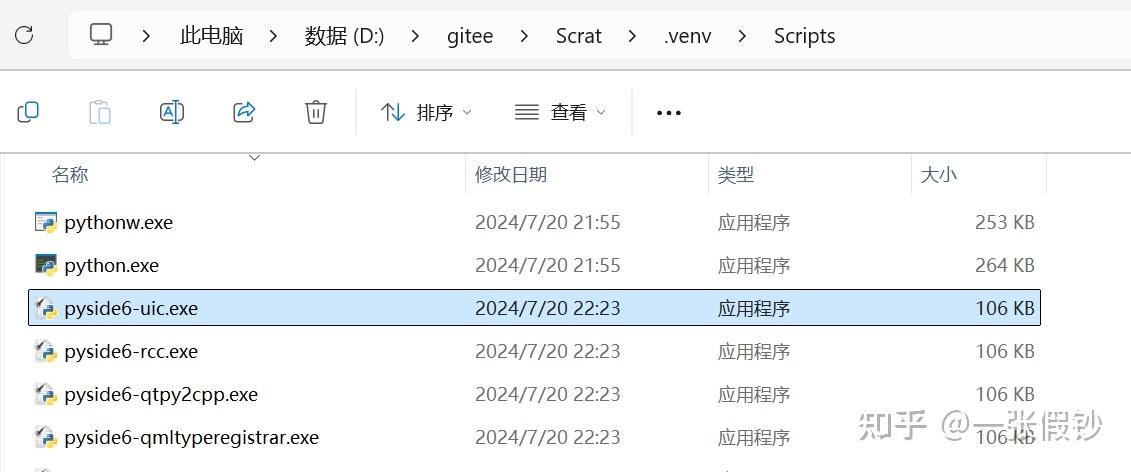 此电脑 > 数据 (D:) > gitee > Scrat > .venv > Scripts
排序 查看 •••
名称 修改日期 类型 大小
pythonw.exe 2024/7/20 21:55 应用程序 253 KB
python.exe 2024/7/20 21:55 应用程序 264 KB
pyside6-uic.exe 2024/7/20 22:23 应用程序 106 KB
pyside6-rcc.exe 2024/7/20 22:23 应用程序 106 KB
pyside6-qtpy2cpp.exe 2024/7/20 22:23 应用程序 106 KB
pyside6-qmltyperegistrar.exe 2024/7/20 22:23 应用程序 106 KB
知乎 @一张假钞